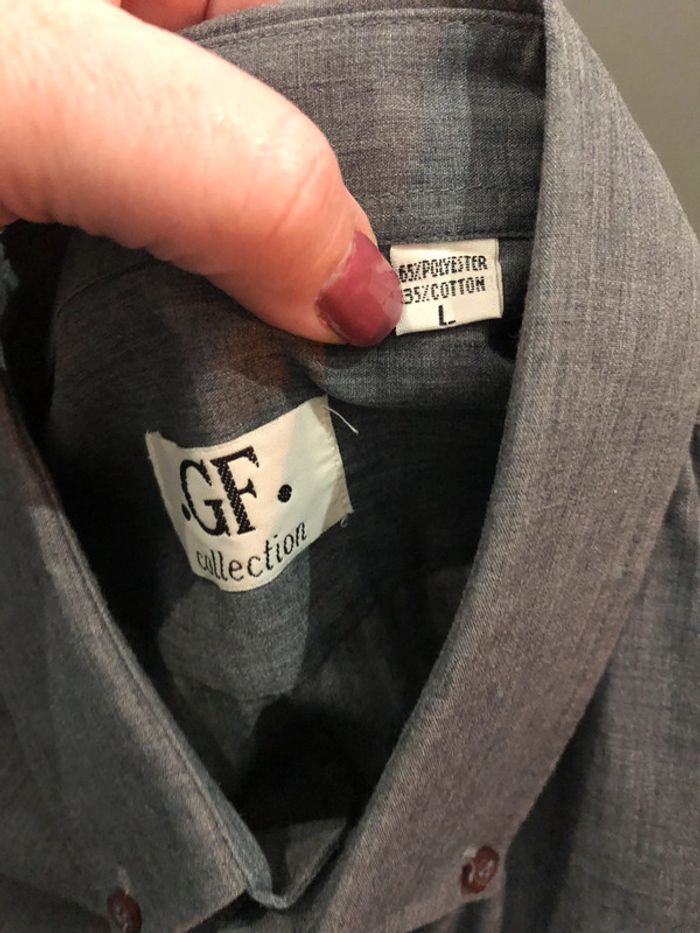 65%POLYESTER
35%COTTON
L
.GF.
collection